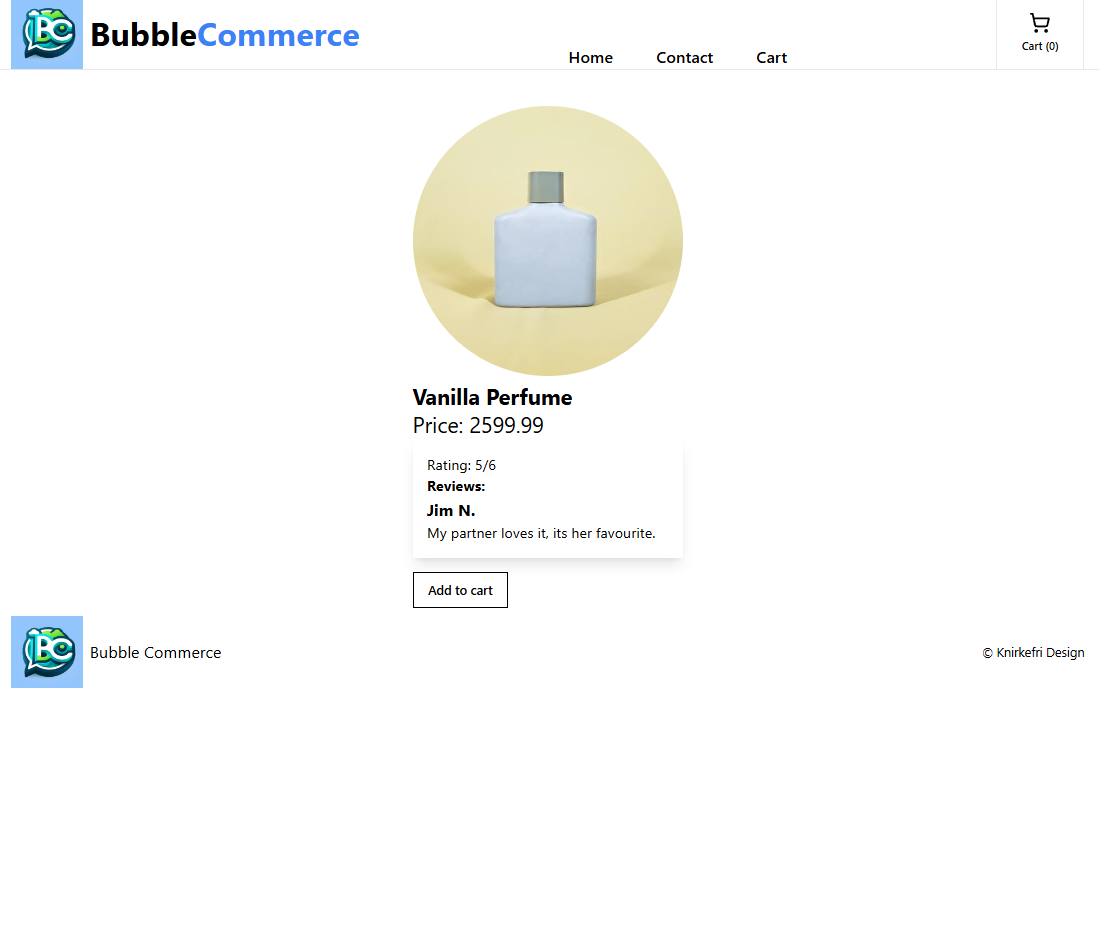 BC
BubbleCommerce
Home
Contact
Cart
Cart (0)
Vanilla Perfume
Price: 2599.99
Rating: 5/6
Reviews:
Jim N.
My partner loves it, its her favourite.
Add to cart
BC
Bubble Commerce
© Knirkefri Design